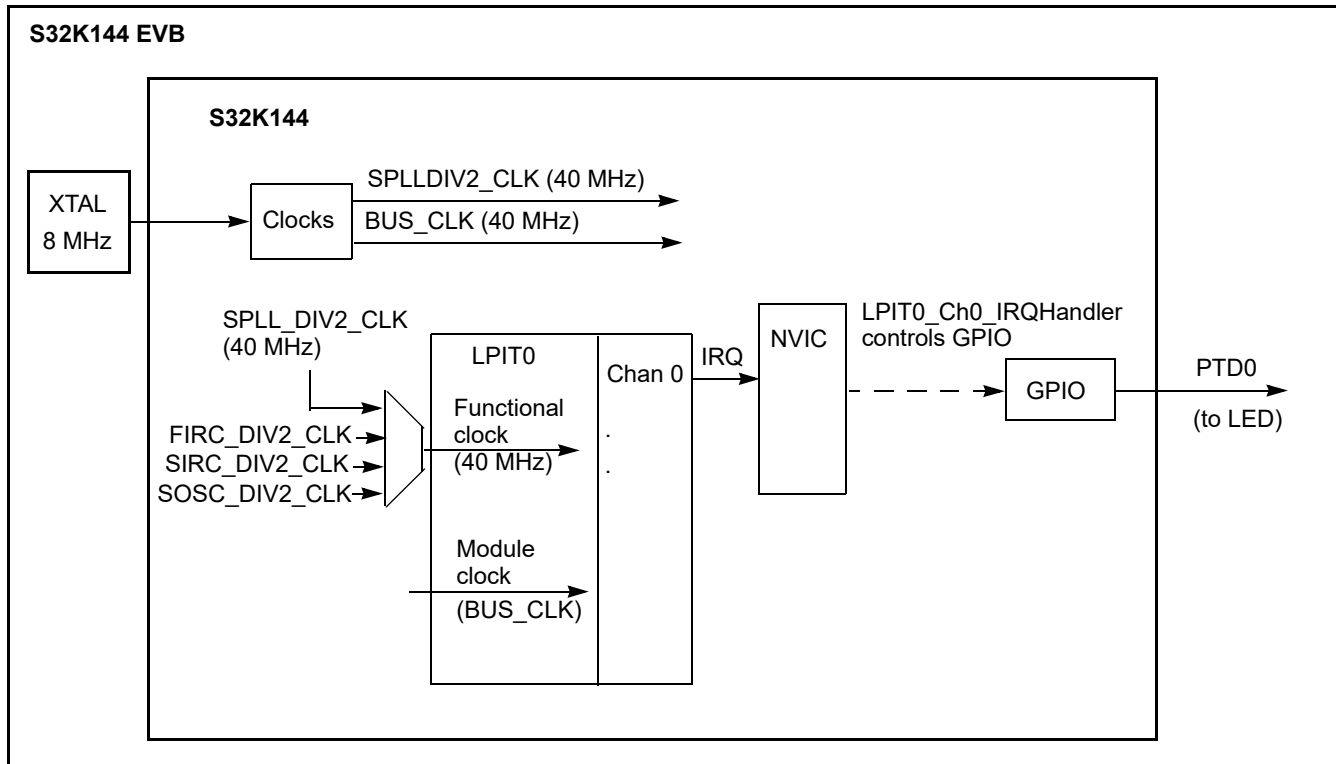 S32K144 EVB
S32K144
XTAL
8 MHz
Clocks
SPLLDIV2_CLK (40 MHz)
BUS_CLK (40 MHz)
SPLL_DIV2_CLK
(40 MHz)
FIRC_DIV2_CLK
SIRC_DIV2_CLK
SOSC_DIV2_CLK
LPIT0
Functional
clock
(40 MHz)
Module
clock
(BUS_CLK)
Chan 0
.
.
IRQ
NVIC
LPIT0_Ch0_IRQHandler
controls GPIO
GPIO
PTD0
(to LED)